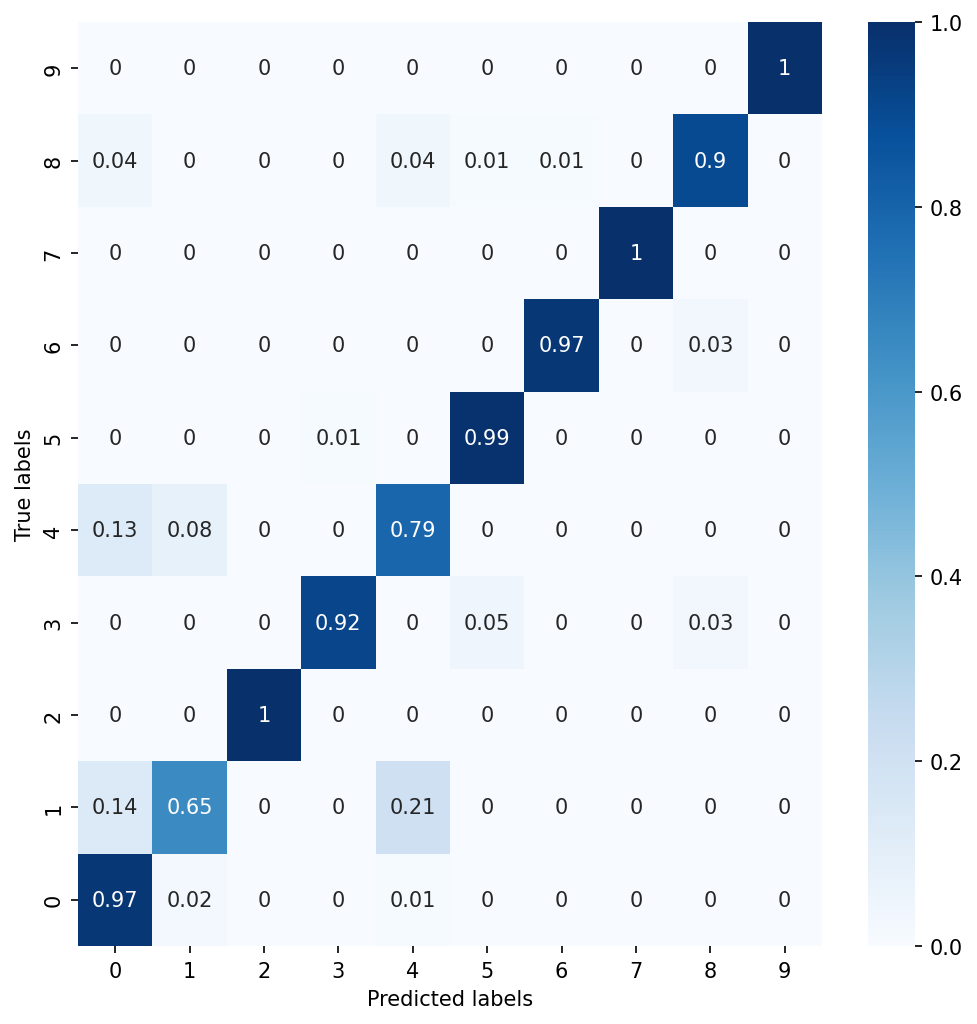 9 0 0 0 0 0 0 0 0 0 1
8 0.04 0 0 0 0.04 0.01 0.01 0 0.9 0
7 0 0 0 0 0 0 0 1 0 0
6 0 0 0 0 0 0 0.97 0 0.03 0
5 0 0 0 0.01 0 0.99 0 0 0 0
4 0.13 0.08 0 0 0.79 0 0 0 0 0
3 0 0 0 0.92 0 0.05 0 0 0.03 0
2 0 0 1 0 0 0 0 0 0 0
1 0.14 0.65 0 0 0.21 0 0 0 0 0
0 0.97 0.02 0 0 0.01 0 0 0 0 0
0 1 2 3 4 5 6 7 8 9
Predicted labels
True labels
1.0
0.8
0.6
0.4
0.2
0.0